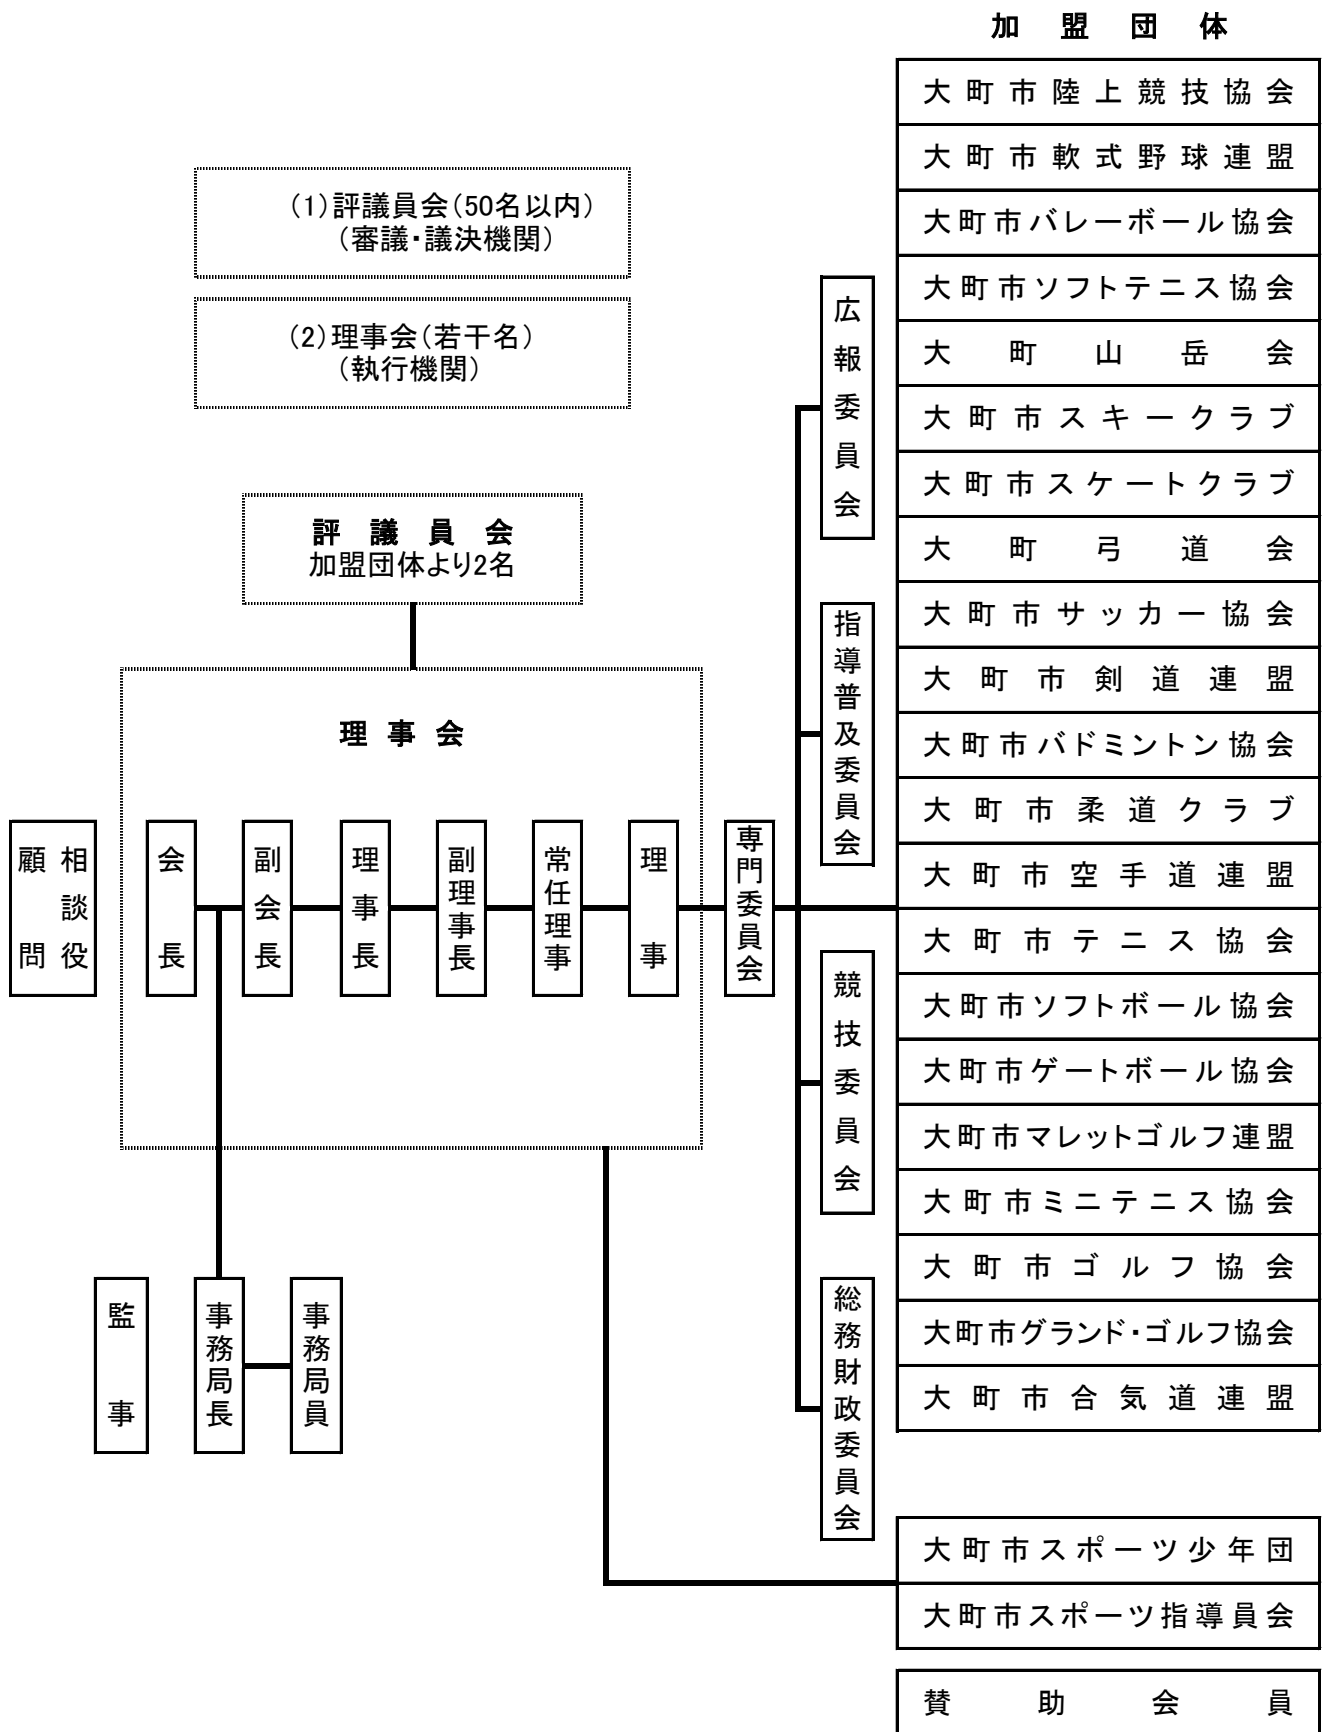 加盟団体
大町市陸上競技協会
大町市軟式野球連盟
大町市バレーボール協会
大町市ソフトテニス協会
大町山岳会
大町市スキークラブ
大町市スケートクラブ
大町弓道会
大町市サッカー協会
大町市剣道連盟
大町市バドミントン協会
大町市柔道クラブ
大町市空手道連盟
大町市テニス協会
大町市ソフトボール協会
大町市ゲートボール協会
大町市マレットゴルフ連盟
大町市ミニテニス協会
大町市ゴルフ協会
大町市グランド・ゴルフ協会
大町市合気道連盟
大町市スポーツ少年団
大町市スポーツ指導員会
賛助会員
(1)評議員会(50名以内)
(審議・議決機関)
(2)理事会(若干名)
(執行機関)
評議員会
加盟団体より2名
理事会
相談役
顧問
会長
副会長
理事長
副理事長
常任理事
理事
専門委員会
広報委員会
指導普及委員会
競技委員会
総務財政委員会
監事
事務局長
事務局員